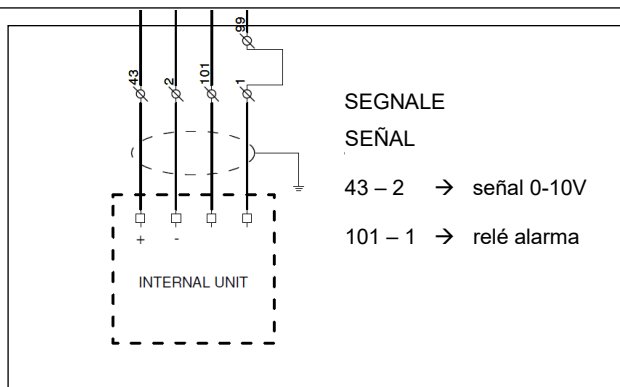 99
43
2
101
1
SEGNALE
SEÑAL
43 – 2 → señal 0-10V
101 – 1 → relé alarma
+ -
INTERNAL UNIT